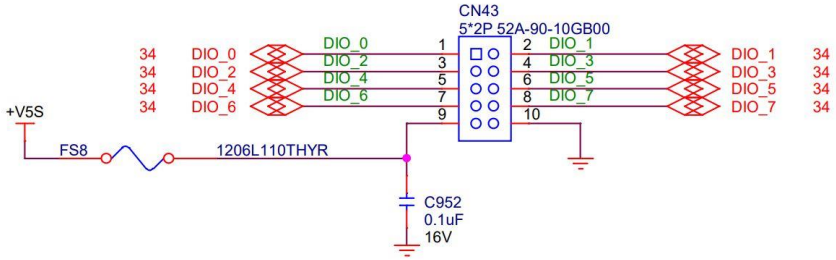 CN43
5*2P 52A-90-10GB00
34 DIO_0 DIO_0 1 2 DIO_1 DIO_1 34
34 DIO_2 DIO_2 3 4 DIO_3 DIO_3 34
34 DIO_4 DIO_4 5 6 DIO_5 DIO_5 34
34 DIO_6 DIO_6 7 8 DIO_7 DIO_7 34
+V5S 9 10
FS8 1206L110THYR
C952
0.1uF
16V